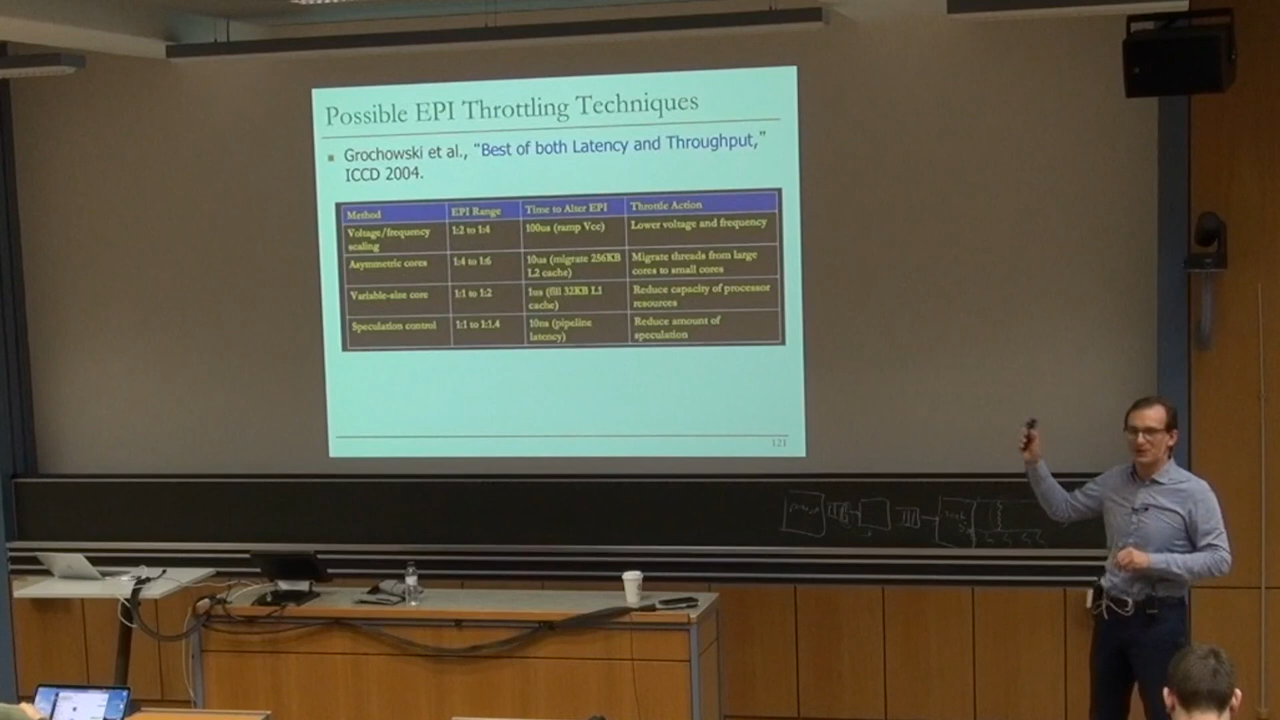 Possible EPI Throttling Techniques
Grochowski et al., “Best of both Latency and Throughput,”
ICCD 2004.
Method EPI Range Time to Alter EPI Throttle Action
Voltage/frequency scaling 1:2 to 1:4 100us (ramp Vcc) Lower voltage and frequency
Asymmetric cores 1:4 to 1:6 10us (migrate 256KB L2 cache) Migrate threads from large cores to small cores
Variable-size core 1:1 to 1:2 1us (fill 32KB L1 cache) Reduce capacity of processor resources
Speculation control 1:1 to 1:1.4 10ns (pipeline latency) Reduce amount of speculation
121